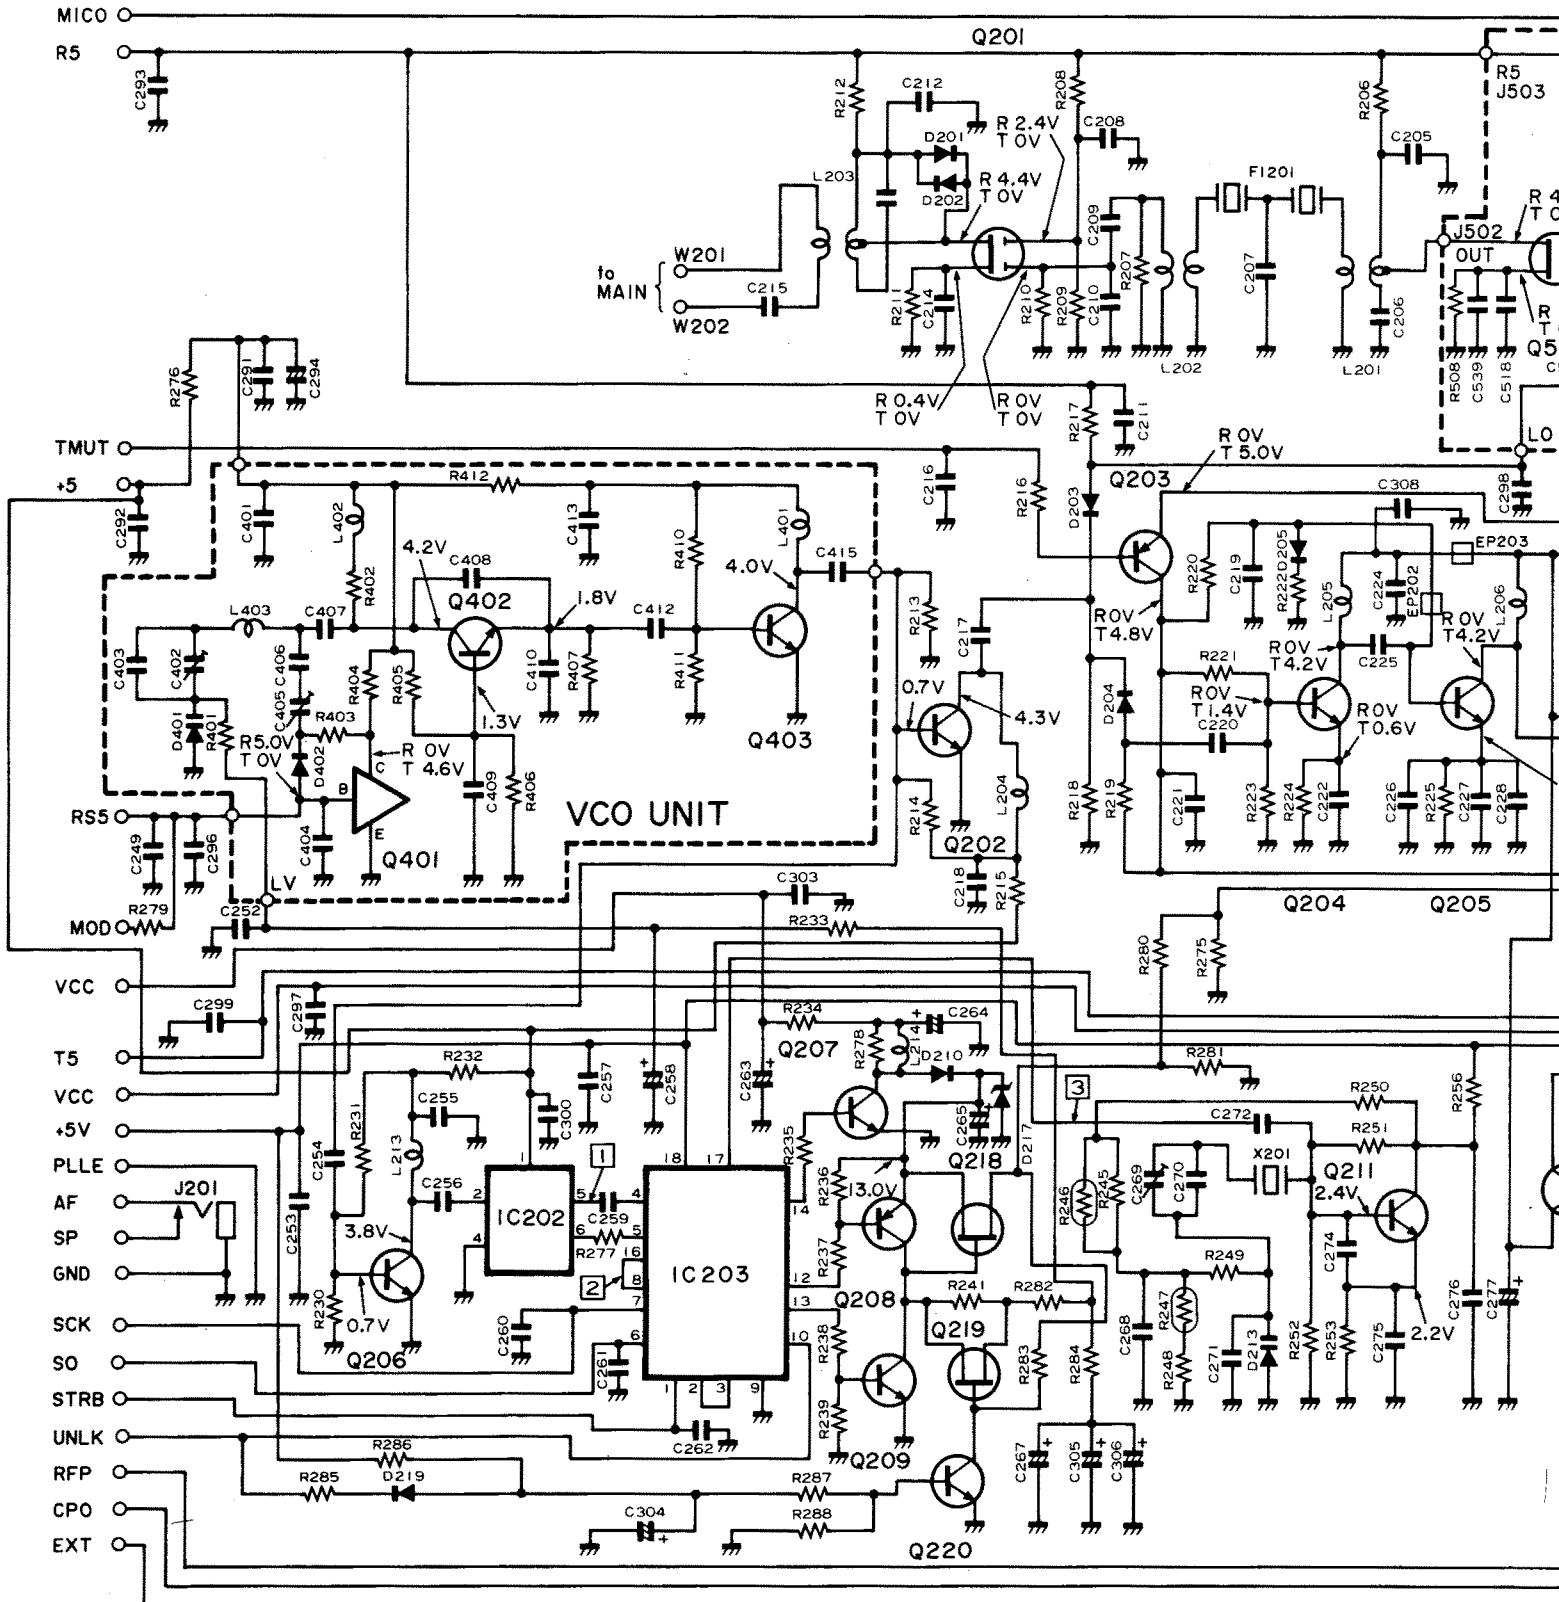 MICO
Q201
R5
C293
R212
C212
R208
R206
R5
J503
D201
R 2.4V
T 0V
C208
C205
L203
D202
R 4.4V
T 0V
F1201
R 4
J502
OUT
W201
to
MAIN
C215
W202
R211
C214
R210
R209
C210
C209
R207
C207
C206
R508
C539
C518
L202
L201
R276
C291
C294
R 0.4V
T 0V
R 0V
T 0V
R217
C211
TMUT
R 0V
T 5.0V
LO
+5
C292
C401
L402
R412
C413
R410
L401
C216
R216
D203
Q203
C308
C298
EP203
4.2V
C408
R402
Q402
4.0V
C415
R220
C219
D205
R222
L205
C224
EP202
L206
L403
C407
1.8V
C412
R213
C217
R0V
T4.8V
R0V
T4.2V
C403
C402
C406
C405
R404
R405
C410
R407
R411
R0V
T4.2V
C225
R221
D401
R401
R403
1.3V
Q403
0.7V
4.3V
D204
R0V
T1.4V
C220
R0V
T0.6V
R5.0V
T 0V
D402
R 0V
T 4.6V
C
B
E
C409
R406
VCO UNIT
R214
L204
R218
R219
C221
R223
R224
C222
C226
R225
C227
C228
RS5
C249
C296
C404
Q401
Q202
LV
C218
R215
C303
Q204
Q205
MOD
R279
C252
R233
R280
R275
VCC
C299
C297
R234
C264
T5
R232
C257
C258
C263
Q207
R278
L214
D210
R281
VCC
C255
C300
C265
D217
3
C272
R250
R256
+5V
R231
R235
R251
PLLE
C254
L213
1
18
17
Q218
X201
Q211
AF
J201
C256
2
IC202
5
C259
4
14
R236
13.0V
R246
R245
C269
C270
2.4V
SP
C253
3.8V
4
6
R277
5
16
IC203
R237
R249
C274
GND
2
8
12
R230
0.7V
7
13
Q208
R241
R282
R247
SCK
Q206
C260
6
10
R238
Q219
C268
R248
C271
D213
R252
R253
C275
2.2V
C276
C277
SO
C261
R283
R284
STRB
1
2
3
9
R239
UNLK
C262
R286
Q209
C267
C305
C306
RFP
R285
D219
R287
CPO
C304
R288
EXT
Q220